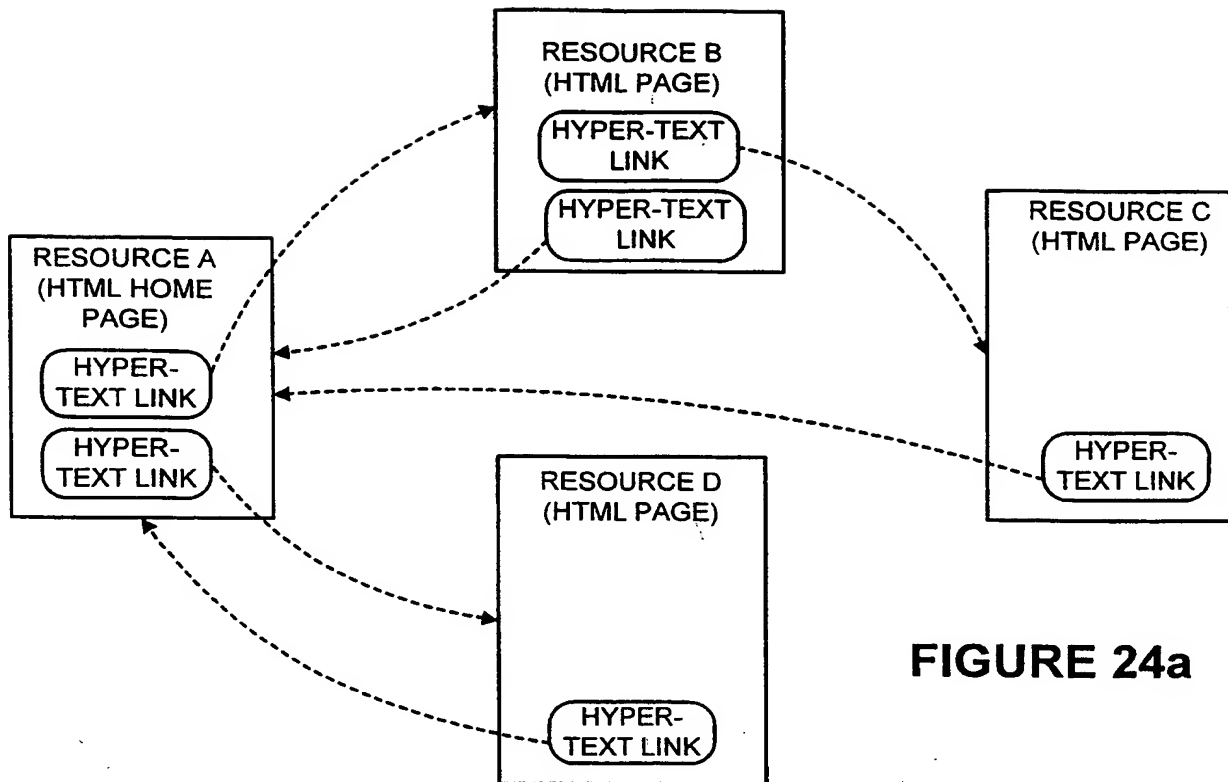 RESOURCE B
(HTML PAGE)
HYPER-TEXT
LINK
HYPER-TEXT
LINK
RESOURCE C
(HTML PAGE)
HYPER-
TEXT LINK
RESOURCE A
(HTML HOME
PAGE)
HYPER-
TEXT LINK
HYPER-
TEXT LINK
RESOURCE D
(HTML PAGE)
HYPER-
TEXT LINK
FIGURE 24a